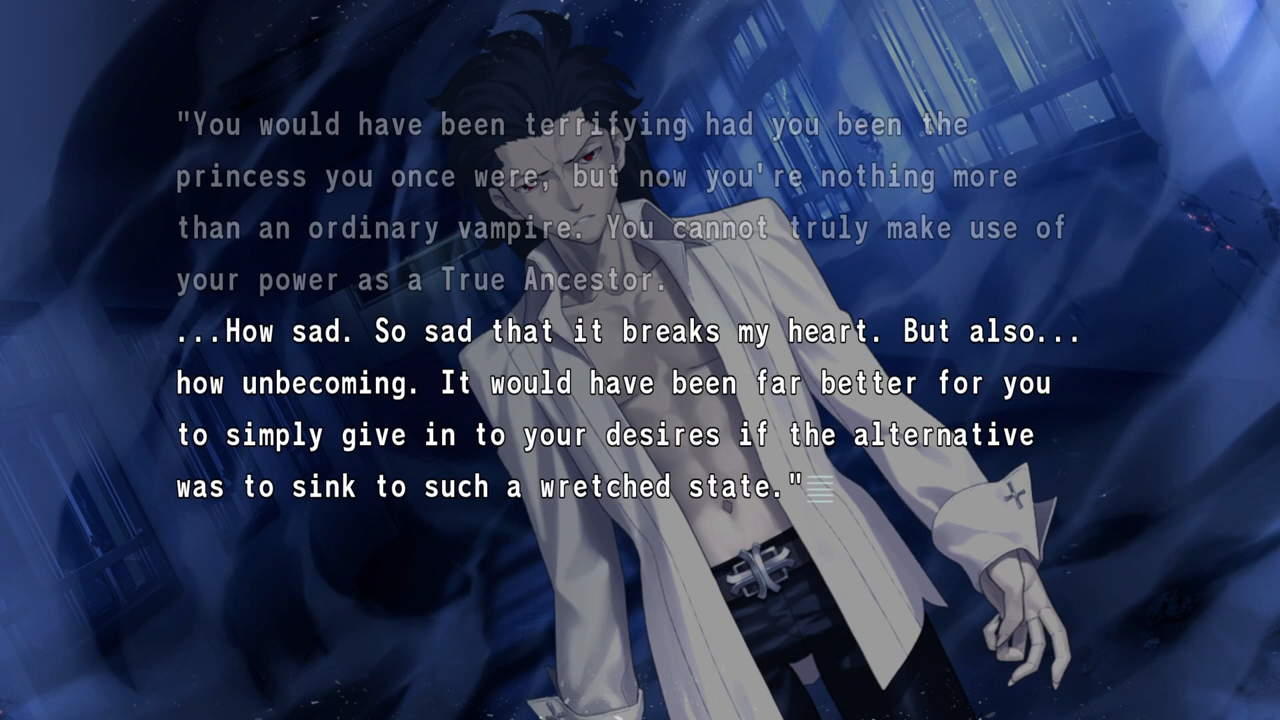 "You would have been terrifying had you been the
princess you once were, but now you're nothing more
than an ordinary vampire. You cannot truly make use of
your power as a True Ancestor.
...How sad. So sad that it breaks my heart. But also...
how unbecoming. It would have been far better for you
to simply give in to your desires if the alternative
was to sink to such a wretched state."